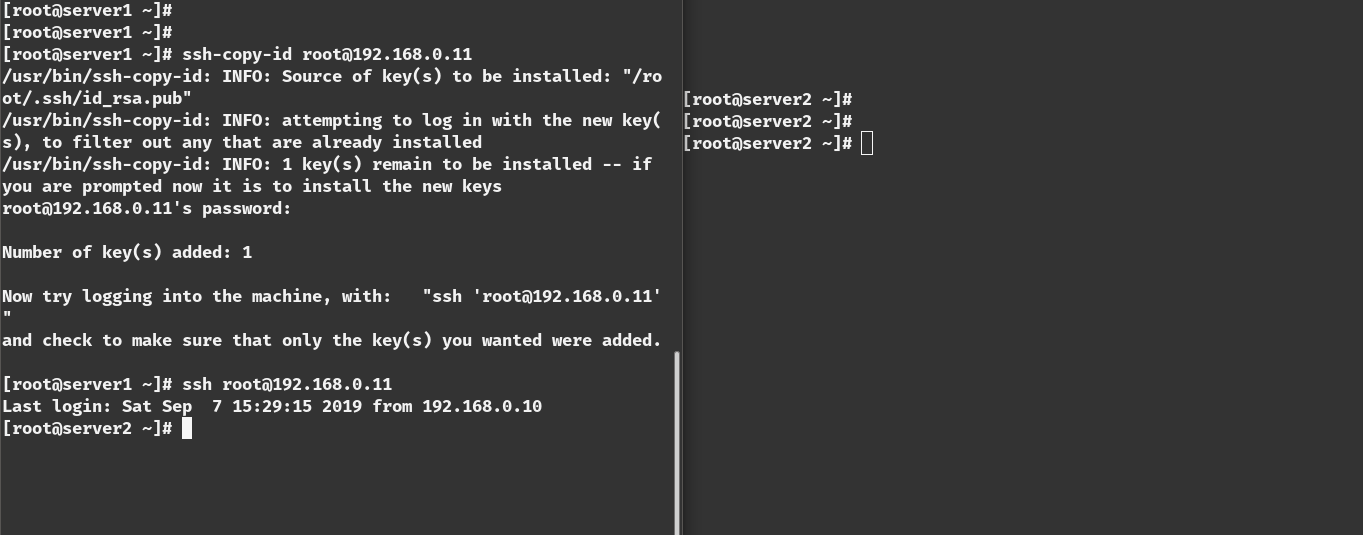 [root@server1 ~]#
[root@server1 ~]#
[root@server1 ~]# ssh-copy-id root@192.168.0.11
/usr/bin/ssh-copy-id: INFO: Source of key(s) to be installed: "/ro
ot/.ssh/id_rsa.pub"
/usr/bin/ssh-copy-id: INFO: attempting to log in with the new key(
s), to filter out any that are already installed
/usr/bin/ssh-copy-id: INFO: 1 key(s) remain to be installed -- if
you are prompted now it is to install the new keys
root@192.168.0.11's password:
Number of key(s) added: 1
Now try logging into the machine, with:   "ssh 'root@192.168.0.11'
"
and check to make sure that only the key(s) you wanted were added.
[root@server1 ~]# ssh root@192.168.0.11
Last login: Sat Sep  7 15:29:15 2019 from 192.168.0.10
[root@server2 ~]#
[root@server2 ~]#
[root@server2 ~]#
[root@server2 ~]#